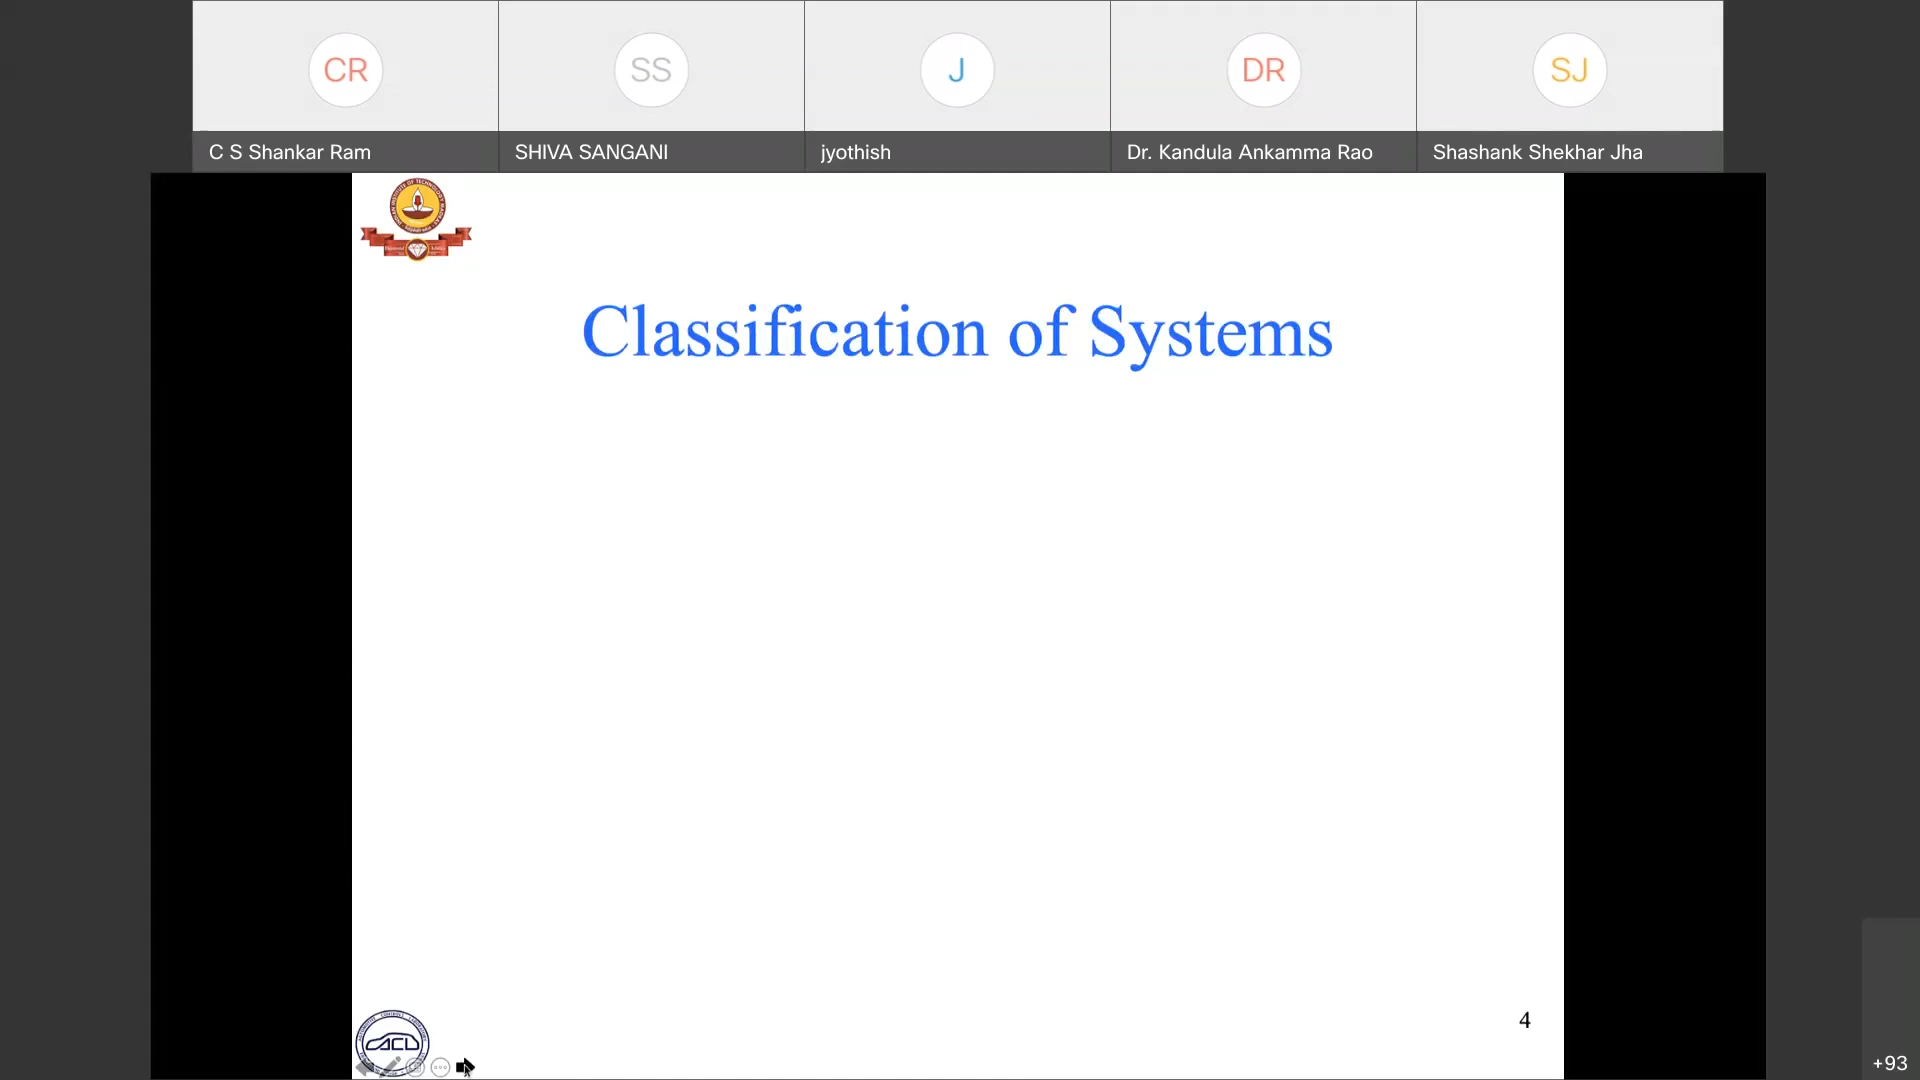 CR
SS
J
DR
SJ
C S Shankar Ram
SHIVA SANGANI
jyothish
Dr. Kandula Ankamma Rao
Shashank Shekhar Jha
Classification of Systems
ACL
4
+93